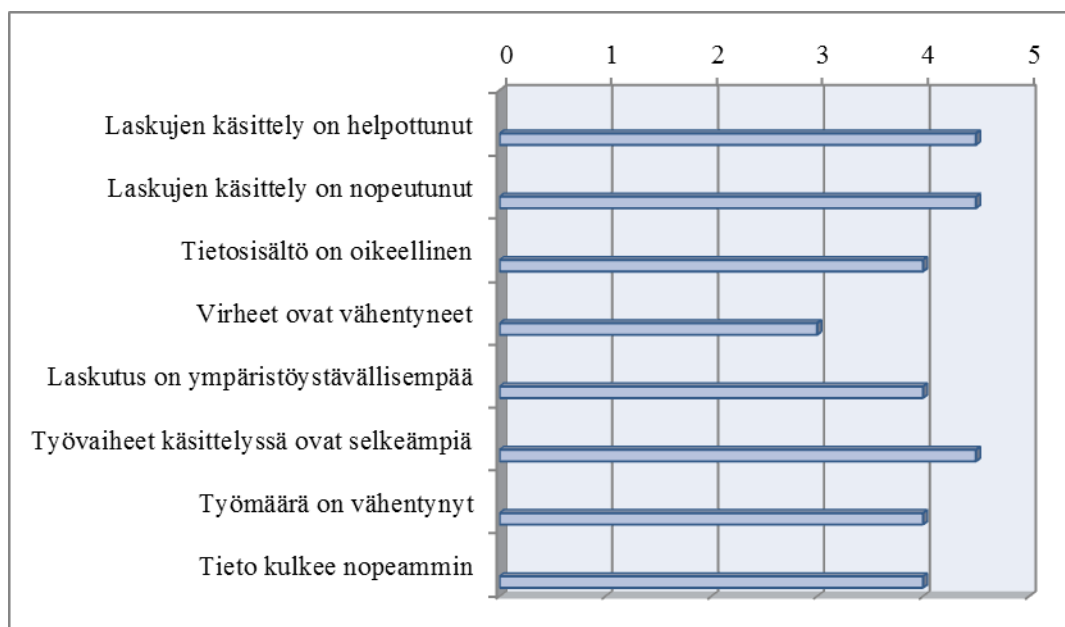 0 1 2 3 4 5
Laskujen käsittely on helpottunut
Laskujen käsittely on nopeutunut
Tietosisältö on oikeellinen
Virheet ovat vähentyneet
Laskutus on ympäristöystävällisempää
Työvaiheet käsittelyssä ovat selkeämpiä
Työmäärä on vähentynyt
Tieto kulkee nopeammin